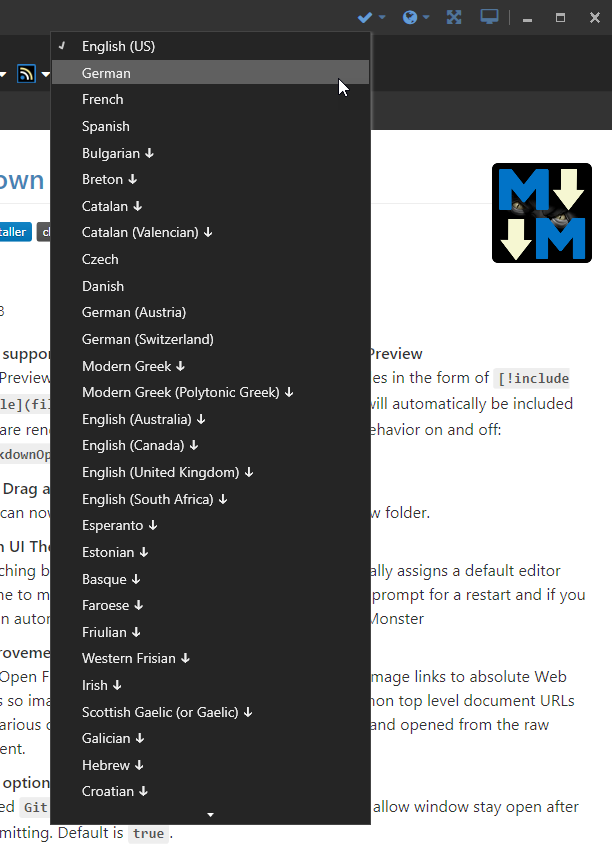 ✓ English (US)
German
French
Spanish
Bulgarian ↓
Breton ↓
Catalan ↓
Catalan (Valencian) ↓
Czech
Danish
German (Austria)
German (Switzerland)
Modern Greek ↓
Modern Greek (Polytonic Greek) ↓
English (Australia) ↓
English (Canada) ↓
English (United Kingdom) ↓
English (South Africa) ↓
Esperanto ↓
Estonian ↓
Basque ↓
Faroese ↓
Friulian ↓
Western Frisian ↓
Irish ↓
Scottish Gaelic (or Gaelic) ↓
Galician ↓
Hebrew ↓
Croatian ↓
own
M↓
↓M
taller
suppor Preview
Preview es in the form of [!include
le](fil will automatically be included
are ren ehavior on and off:
kdownOp
Drag a
can now w folder.
n UI The
ching b ally assigns a default editor
me to m prompt for a restart and if you
n autor Monster
roveme
Open F mage links to absolute Web
s so ima mon top level document URLs
arious and opened from the raw
ent.
option
ed Git allow window stay open after
mitting. Default is true.